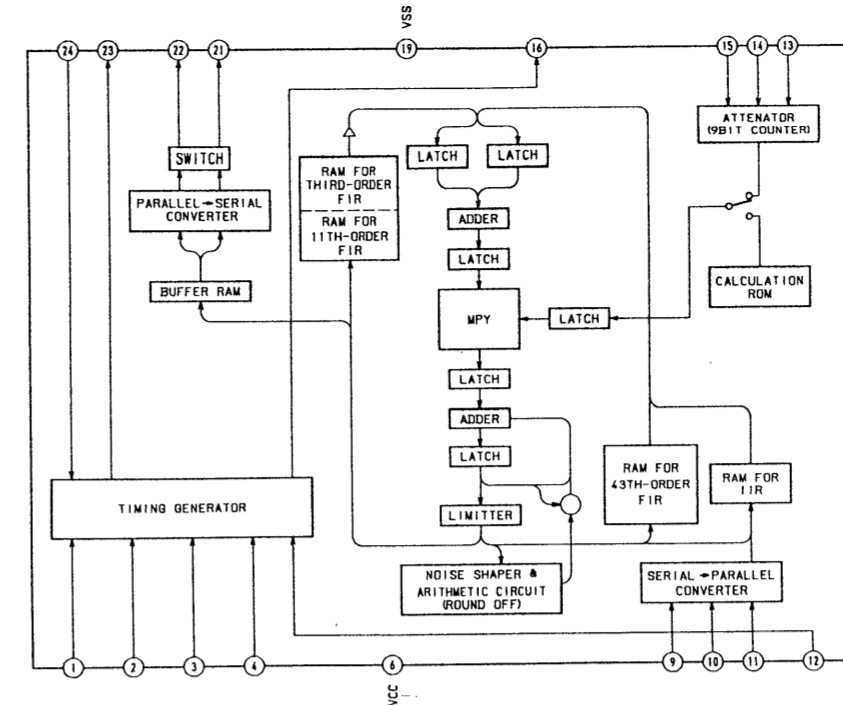 VSS
24
23
22
21
19
16
15
14
13
ATTENATOR
(9BIT COUNTER)
SWITCH
LATCH
LATCH
RAM FOR
THIRD-ORDER
FIR
PARALLEL→SERIAL
CONVERTER
ADDER
RAM FOR
11TH-ORDER
FIR
LATCH
BUFFER RAM
CALCULATION
ROM
MPY
LATCH
LATCH
ADDER
LATCH
RAM FOR
43TH-ORDER
FIR
RAM FOR
IIR
TIMING GENERATOR
LIMITTER
NOISE SHAPER &
ARITHMETIC CIRCUIT
(ROUND OFF)
SERIAL→PARALLEL
CONVERTER
1
2
3
4
6
9
10
11
12
VCC